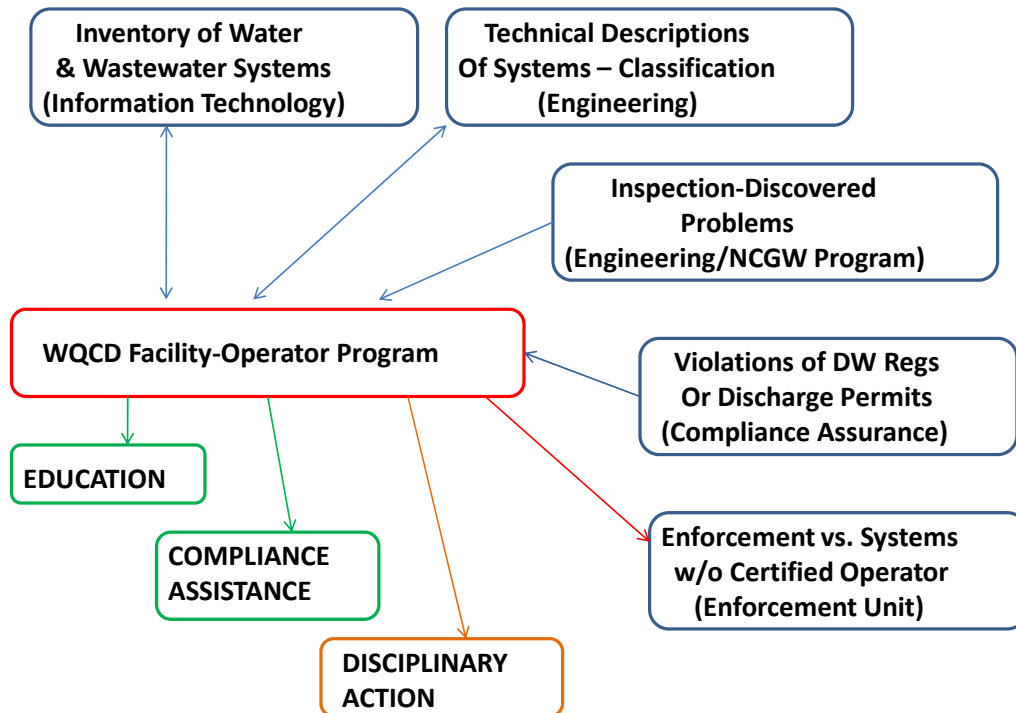 Inventory of Water
& Wastewater Systems
(Information Technology)
Technical Descriptions
Of Systems – Classification
(Engineering)
Inspection-Discovered
Problems
(Engineering/NCGW Program)
WQCD Facility-Operator Program
Violations of DW Regs
Or Discharge Permits
(Compliance Assurance)
EDUCATION
COMPLIANCE
ASSISTANCE
Enforcement vs. Systems
w/o Certified Operator
(Enforcement Unit)
DISCIPLINARY
ACTION